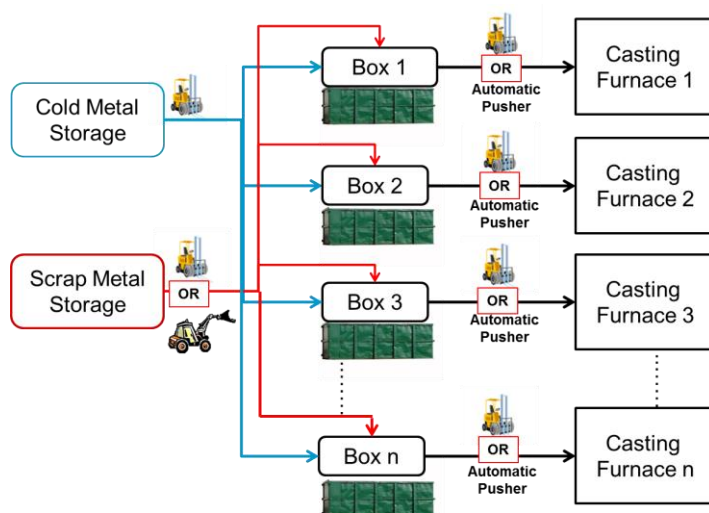 Cold Metal
Storage
Scrap Metal
Storage
OR
Box 1
OR
Automatic
Pusher
Casting
Furnace 1
Box 2
OR
Automatic
Pusher
Casting
Furnace 2
Box 3
OR
Automatic
Pusher
Casting
Furnace 3
Box n
OR
Automatic
Pusher
Casting
Furnace n